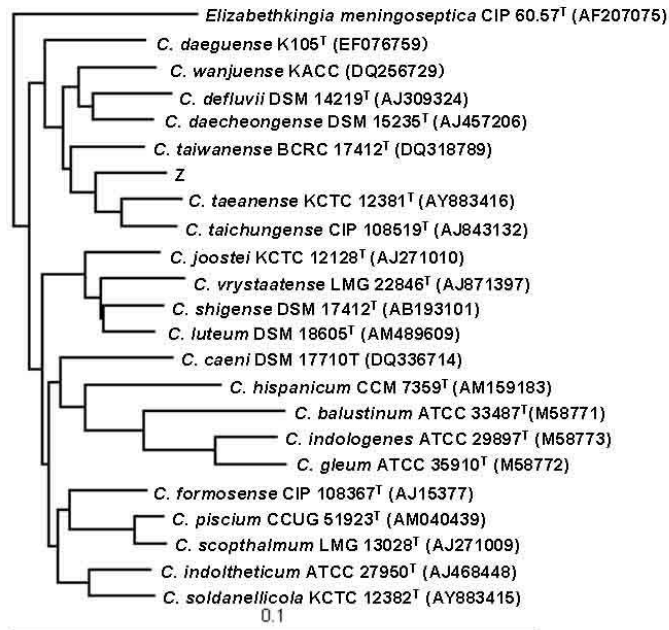 Elizabethkingia meningoseptica CIP 60.57ᵀ (AF207075)
C. daeguense K105ᵀ (EF076759)
C. wanjuense KACC (DQ256729)
C. defluvii DSM 14219ᵀ (AJ309324)
C. daecheongense DSM 15235ᵀ (AJ457206)
C. taiwanense BCRC 17412ᵀ (DQ318789)
Z
C. taeanense KCTC 12381ᵀ (AY883416)
C. taichungense CIP 108519ᵀ (AJ843132)
C. joostei KCTC 12128ᵀ (AJ271010)
C. vrystaatense LMG 22846ᵀ (AJ871397)
C. shigense DSM 17412ᵀ (AB193101)
C. luteum DSM 18605ᵀ (AM489609)
C. caeni DSM 17710T (DQ336714)
C. hispanicum CCM 7359ᵀ (AM159183)
C. balustinum ATCC 33487ᵀ(M58771)
C. indologenes ATCC 29897ᵀ (M58773)
C. gleum ATCC 35910ᵀ (M58772)
C. formosense CIP 108367ᵀ (AJ15377)
C. piscium CCUG 51923ᵀ (AM040439)
C. scopthalmum LMG 13028ᵀ (AJ271009)
C. indoltheticum ATCC 27950ᵀ (AJ468448)
C. soldanellicola KCTC 12382ᵀ (AY883415)
0.1